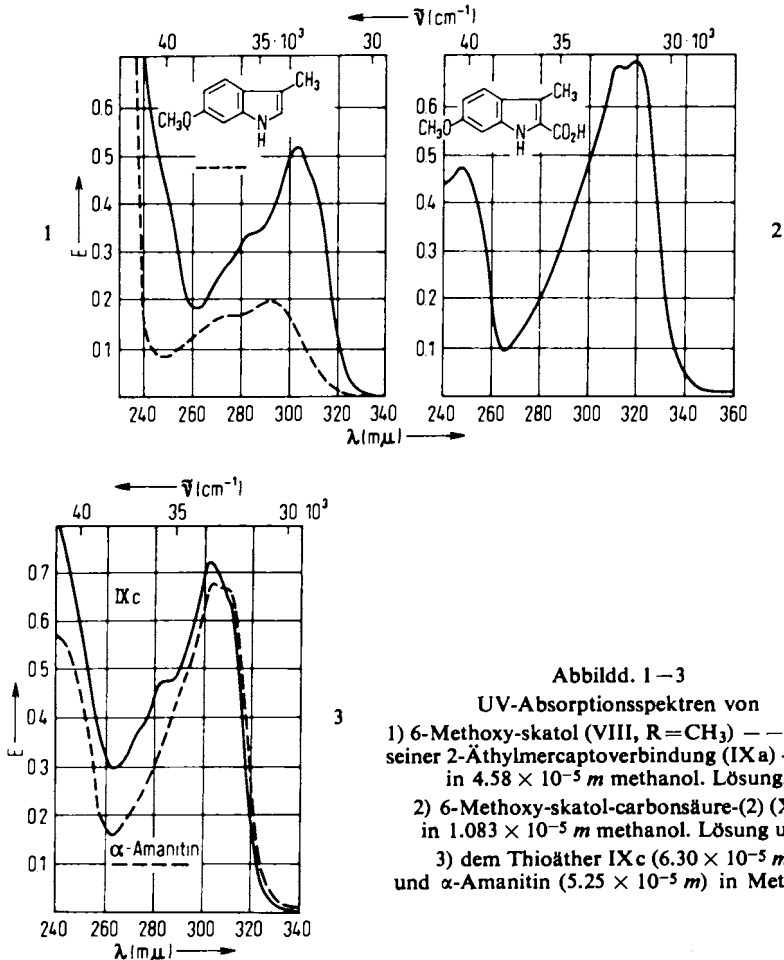 ← ν̃ (cm⁻¹)
40 35·10³ 30
CH₃
CH₃O
N
H
0.6
0.5
0.4
0.3
0.2
0.1
E →
1
240 260 280 300 320 340
λ(mμ) →
40 35 30·10³
CH₃
CH₃O
N
H
CO₂H
0.6
0.5
0.4
0.3
0.2
0.1
2
240 260 280 300 320 340 360
λ(mμ) →
← ν̃ (cm⁻¹)
40 35 30 10³
IXc
0.7
0.6
0.5
0.4
0.3
0.2
0.1
E →
3
α-Amanitin
240 260 280 300 320 340
λ(mμ) →
Abbildd. 1—3
UV-Absorptionsspektren von
1) 6-Methoxy-skatol (VIII, R=CH₃) — —
seiner 2-Äthylmercaptoverbindung (IXa) -
in 4.58 × 10⁻⁵ m methanol. Lösung,
2) 6-Methoxy-skatol-carbonsäure-(2) (X
in 1.083 × 10⁻⁵ m methanol. Lösung u
3) dem Thioäther IXc (6.30 × 10⁻⁵ m
und α-Amanitin (5.25 × 10⁻⁵ m) in Met